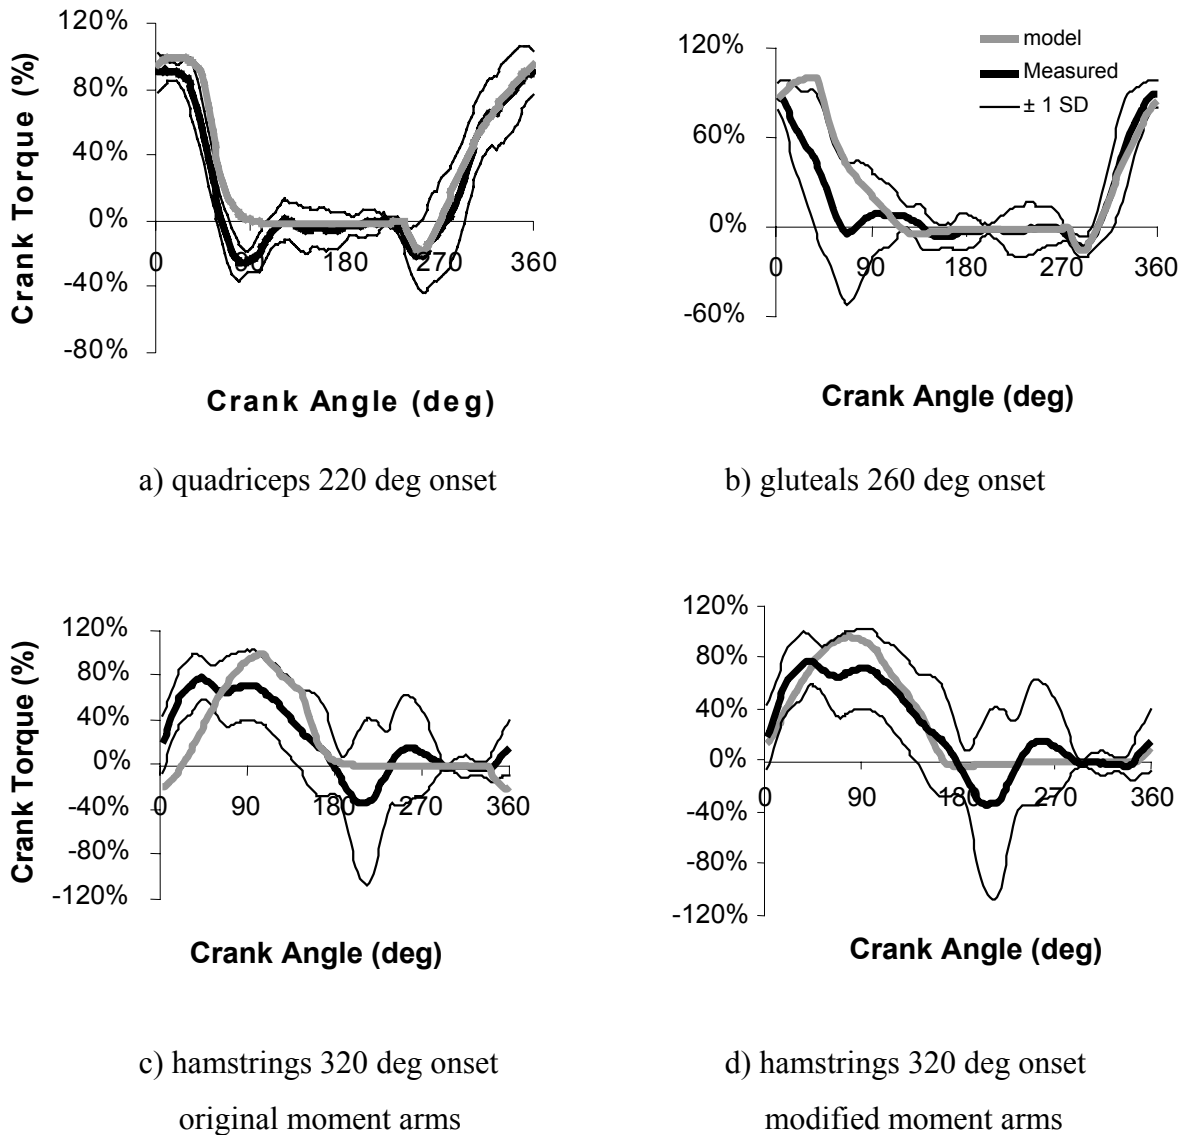 120%
80%
40%
0%
-40%
-80%
0 90 180 270 360
Crank Torque (%)
Crank Angle (deg)
a) quadriceps 220 deg onset
120%
60%
0%
-60%
0 90 180 270 360
model
Measured
± 1 SD
Crank Angle (deg)
b) gluteals 260 deg onset
120%
80%
40%
0%
-40%
-80%
-120%
0 90 180 270 360
Crank Torque (%)
Crank Angle (deg)
c) hamstrings 320 deg onset
original moment arms
120%
80%
40%
0%
-40%
-80%
-120%
0 90 180 270 360
Crank Angle (deg)
d) hamstrings 320 deg onset
modified moment arms